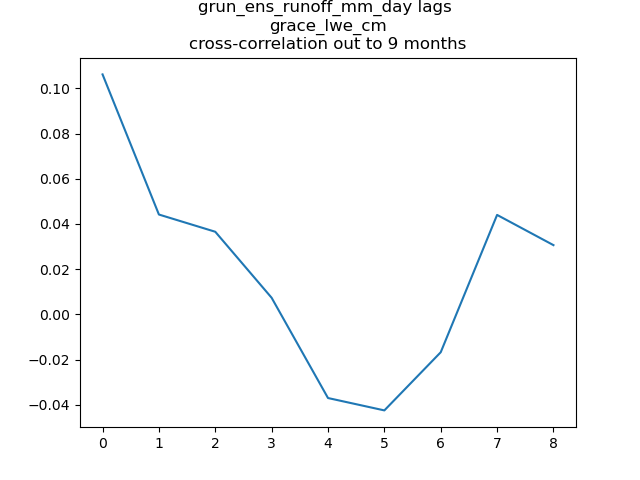 grun_ens_runoff_mm_day lags
grace_lwe_cm
cross-correlation out to 9 months
0.10
0.08
0.06
0.04
0.02
0.00
−0.02
−0.04
0 1 2 3 4 5 6 7 8